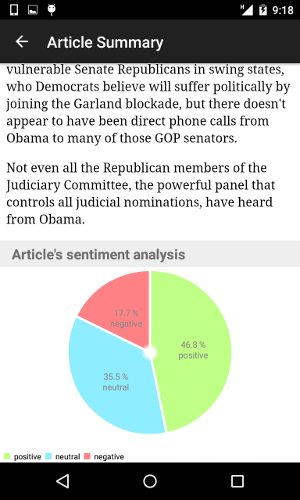 9:18
Article Summary
vulnerable Senate Republicans in swing states,
who Democrats believe will suffer politically by
joining the Garland blockade, but there doesn't
appear to have been direct phone calls from
Obama to many of those GOP senators.
Not even all the Republican members of the
Judiciary Committee, the powerful panel that
controls all judicial nominations, have heard
from Obama.
Article's sentiment analysis
17.7 %
negative
46.8 %
positive
35.5 %
neutral
positive neutral negative